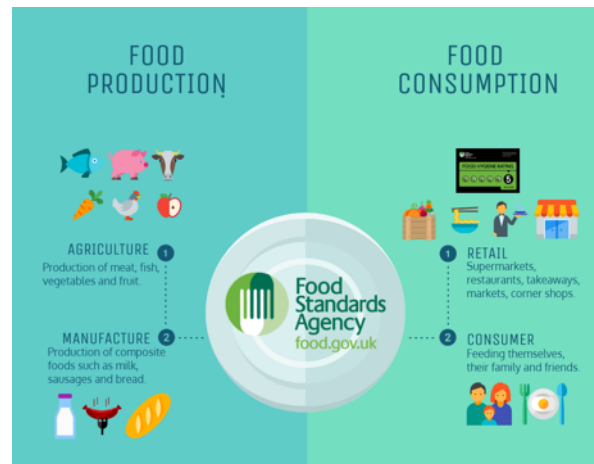 FOOD
PRODUCTION
FOOD
CONSUMPTION
FOOD HYGIENE RATING
5
AGRICULTURE 1
Production of meat, fish,
vegetables and fruit.
MANUFACTURE 2
Production of composite
foods such as milk,
sausages and bread.
Food
Standards
Agency
food.gov.uk
1 RETAIL
Supermarkets,
restaurants, takeaways,
markets, corner shops.
2 CONSUMER
Feeding themselves,
their family and friends.